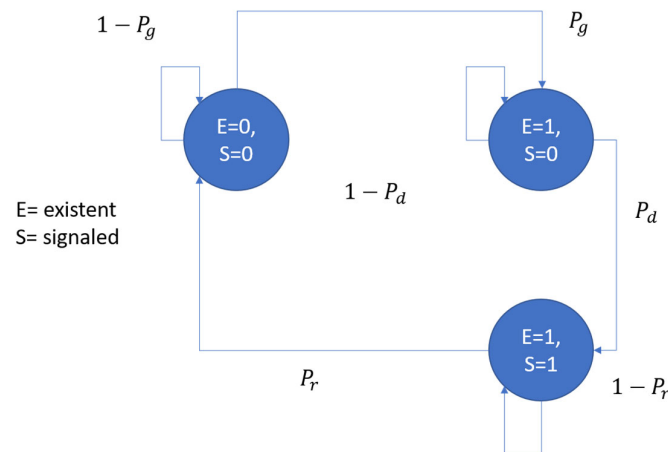 1 − P_g
P_g
E=0,
S=0
E=1,
S=0
1 − P_d
E= existent
S= signaled
P_d
E=1,
S=1
P_r
1 − P_r